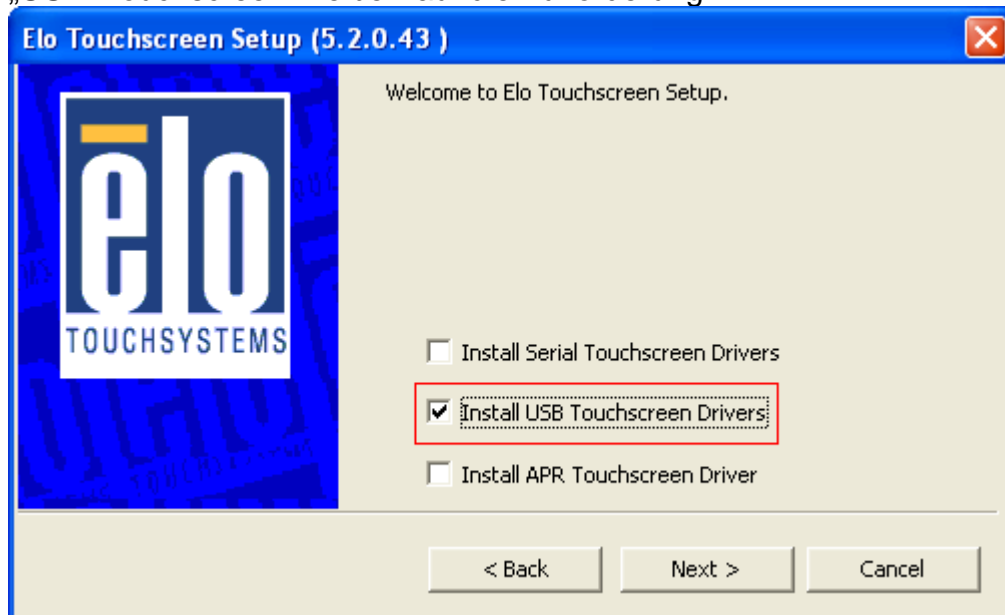 Elo Touchscreen Setup (5.2.0.43 )
Welcome to Elo Touchscreen Setup.
elo
TOUCHSYSTEMS
Install Serial Touchscreen Drivers
Install USB Touchscreen Drivers
Install APR Touchscreen Driver
< Back
Next >
Cancel